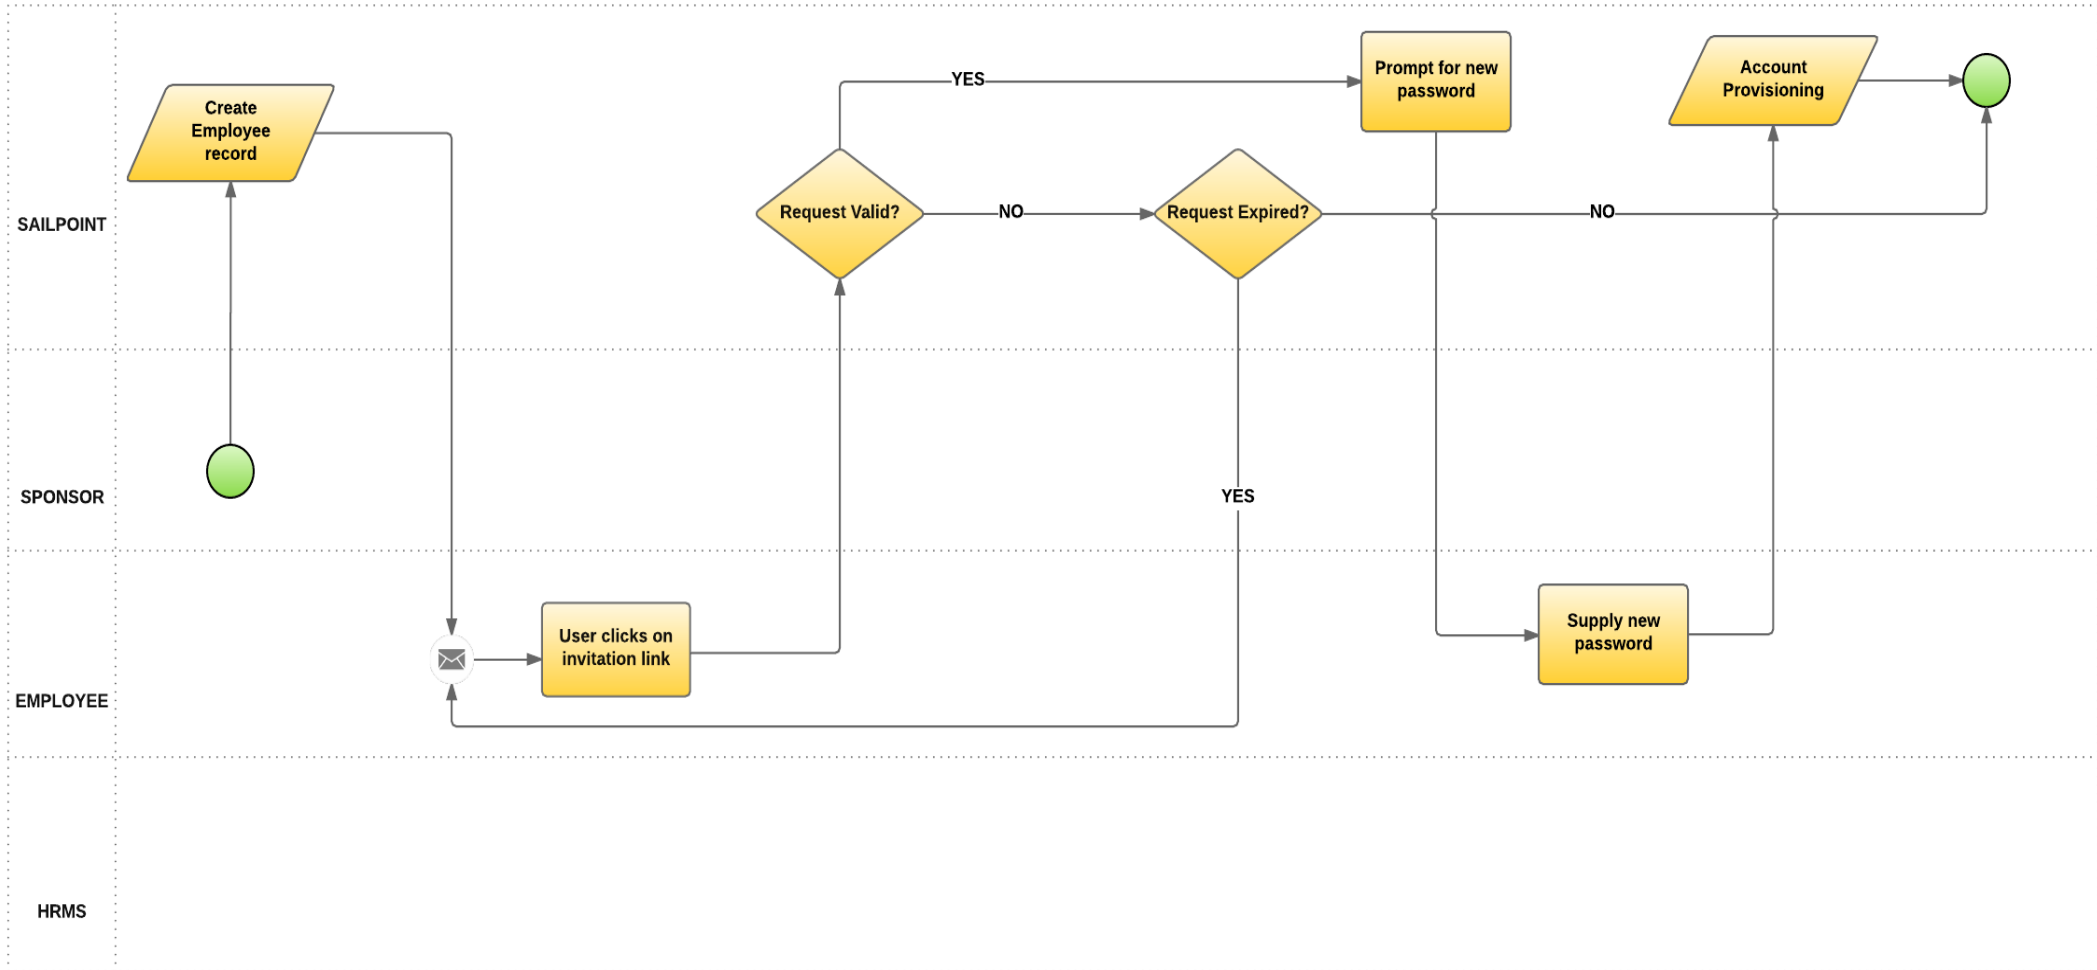 SAILPOINT
Create
Employee
record
Request Valid?
YES
NO
Request Expired?
Prompt for new
password
NO
Account
Provisioning
SPONSOR
YES
EMPLOYEE
User clicks on
invitation link
Supply new
password
HRMS